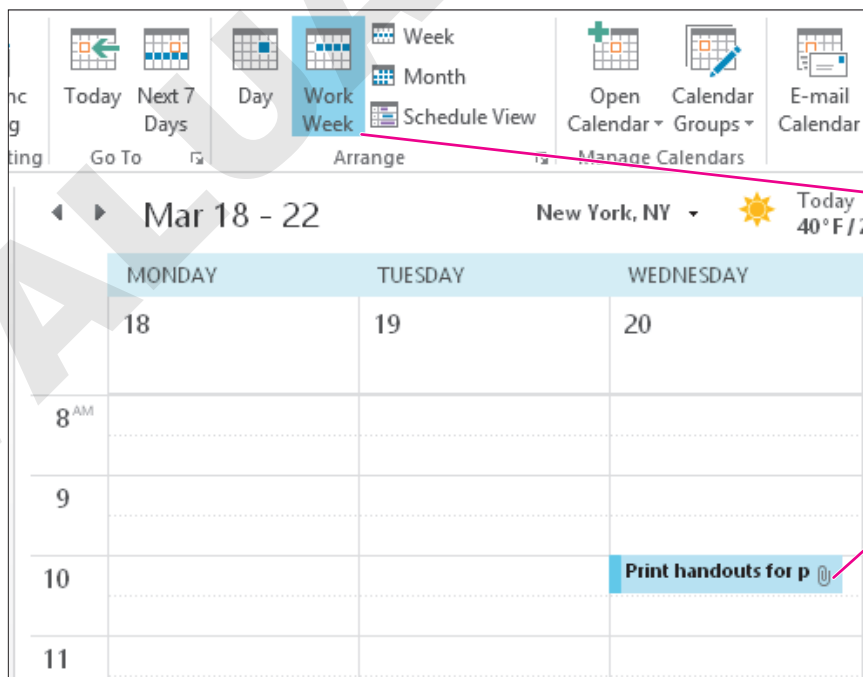 Week
Month
Schedule View
nc
g
Today
Next 7
Days
Day
Work
Week
Open
Calendar
Calendar
Groups
E-mail
Calendar
ting
Go To
Arrange
Manage Calendars
Mar 18 - 22
New York, NY
Today
40°F/2
MONDAY TUESDAY WEDNESDAY
18 19 20
8 AM
9
10
Print handouts for p
11